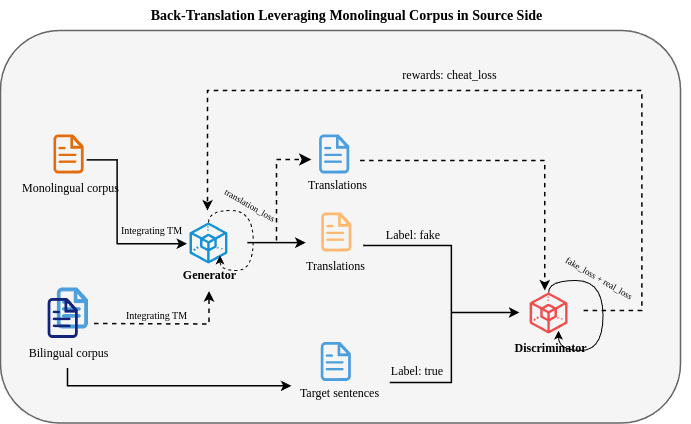 Back-Translation Leveraging Monolingual Corpus in Source Side
rewards: cheat_loss
Monolingual corpus
Translations
translation_loss
Integrating TM
Label: fake
Generator
Translations
fake_loss + real_loss
Integrating TM
Bilingual corpus
Discriminator
Label: true
Target sentences